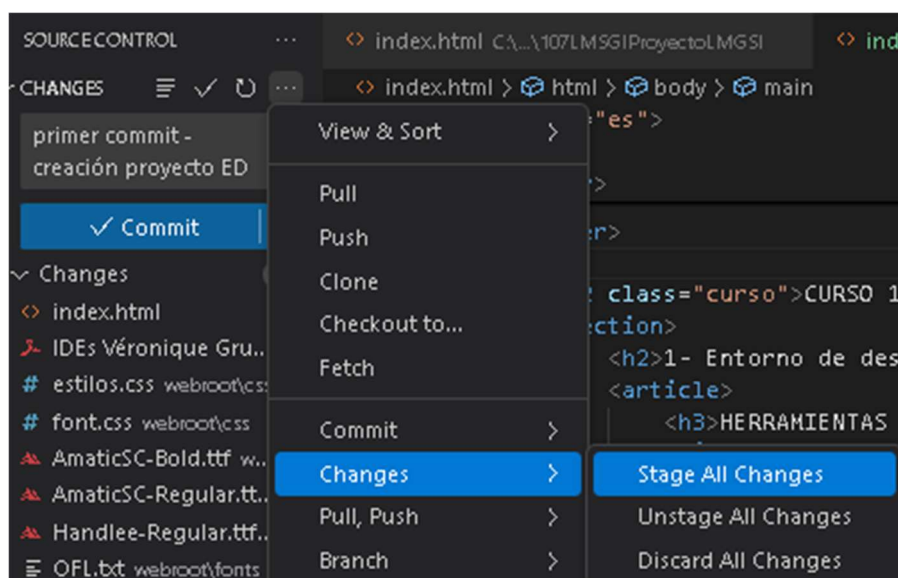 SOURCE CONTROL ...
index.html C:\...\107LMSGIProyectoLMGSI
ind
CHANGES
index.html > html > body > main
primer commit -
creación proyecto ED
Commit
Changes
index.html
IDEs Véronique Gru...
estilos.css webroot\css
font.css webroot\css
AmaticSC-Bold.ttf w...
AmaticSC-Regular.tt...
Handlee-Regular.ttf...
OFL.txt webroot\fonts
View & Sort
Pull
Push
Clone
Checkout to...
Fetch
Commit
Changes
Pull, Push
Branch
Stage All Changes
Unstage All Changes
Discard All Changes
"es">
>
er>
class="curso">CURSO 1
ction>
<h2>1- Entorno de des
<article>
<h3>HERRAMIENTAS